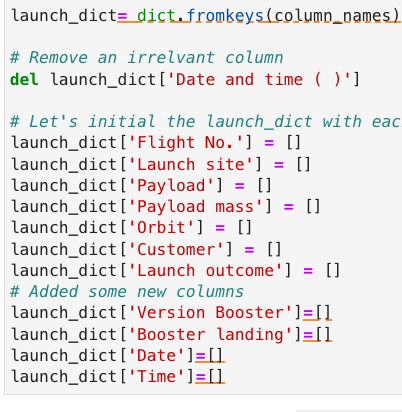 launch_dict= dict.fromkeys(column_names)
# Remove an irrelvant column
del launch_dict['Date and time ( )']
# Let's initial the launch_dict with eac
launch_dict['Flight No.'] = []
launch_dict['Launch site'] = []
launch_dict['Payload'] = []
launch_dict['Payload mass'] = []
launch_dict['Orbit'] = []
launch_dict['Customer'] = []
launch_dict['Launch outcome'] = []
# Added some new columns
launch_dict['Version Booster']=[]
launch_dict['Booster landing']=[]
launch_dict['Date']=[]
launch_dict['Time']=[]